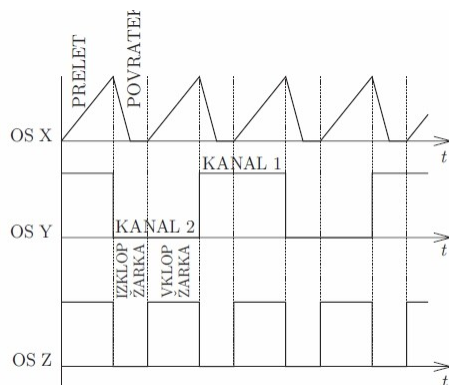 PRELET
POVRATEK
OS X
t
KANAL 1
OS Y
KANAL 2
t
IZKLOP
ŽARKA
VKLOP
ŽARKA
OS Z
t